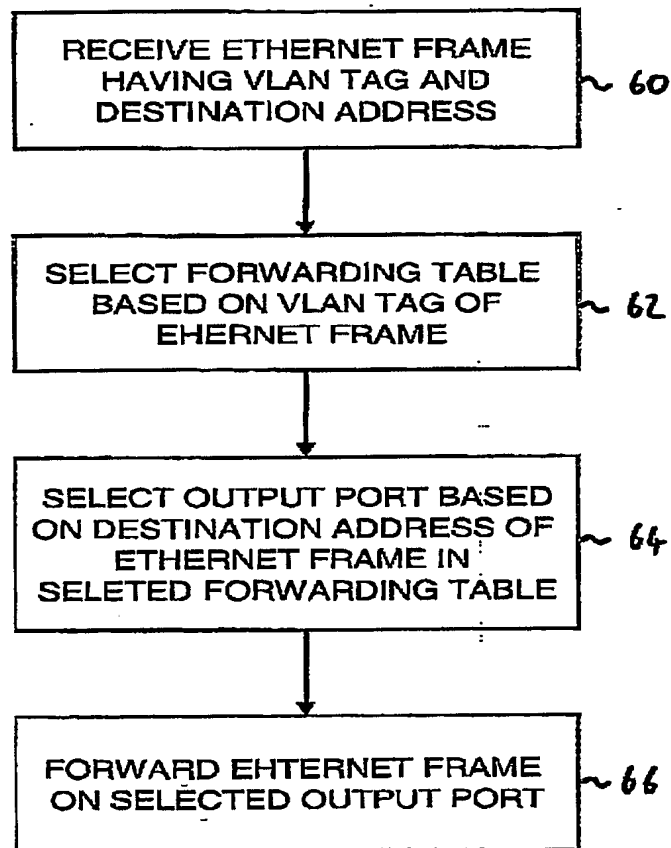 RECEIVE ETHERNET FRAME
HAVING VLAN TAG AND
DESTINATION ADDRESS
~ 60
SELECT FORWARDING TABLE
BASED ON VLAN TAG OF
EHERNET FRAME
~ 62
SELECT OUTPUT PORT BASED
ON DESTINATION ADDRESS OF
ETHERNET FRAME IN
SELETED FORWARDING TABLE
~ 64
FORWARD EHTERNET FRAME
ON SELECTED OUTPUT PORT
~ 66